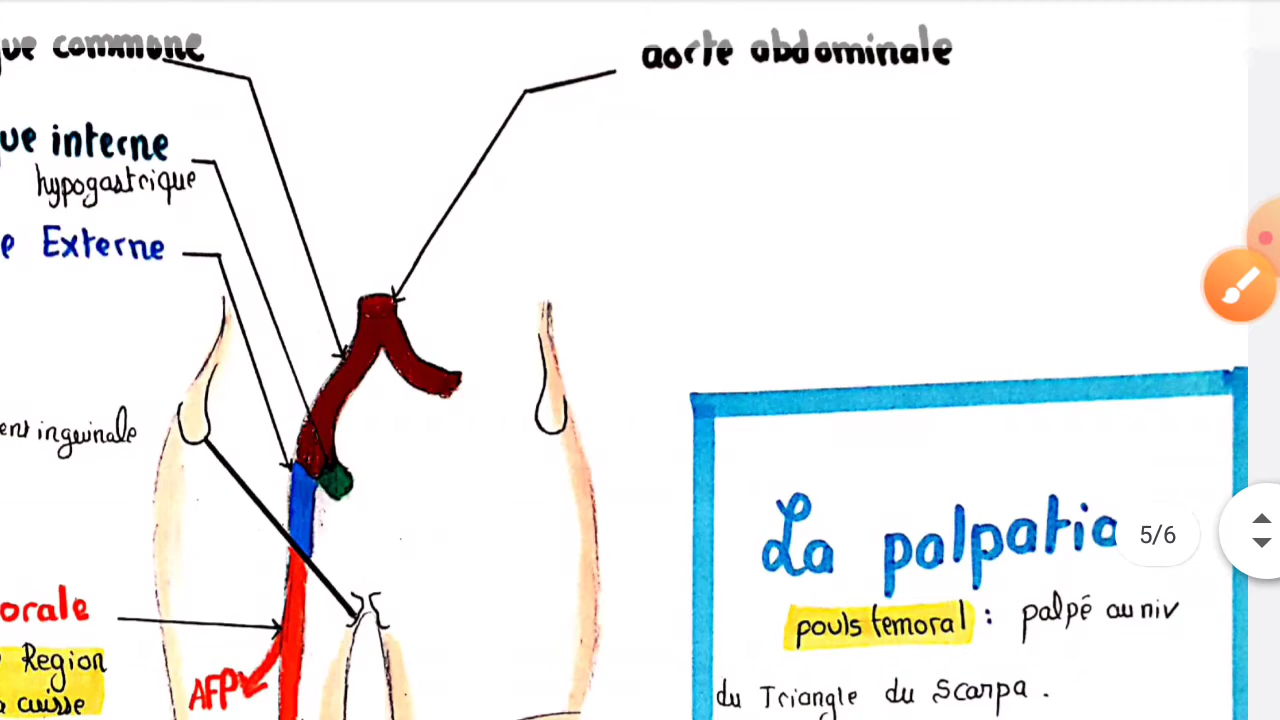 que commune
aorte abdominale
que interne
hypogastrique
e Externe
ent inguinale
La palpatio
5/6
pouls femoral : palpé au niv
du Triangle du Scarpa .
orale
Region
cuisse
AFP